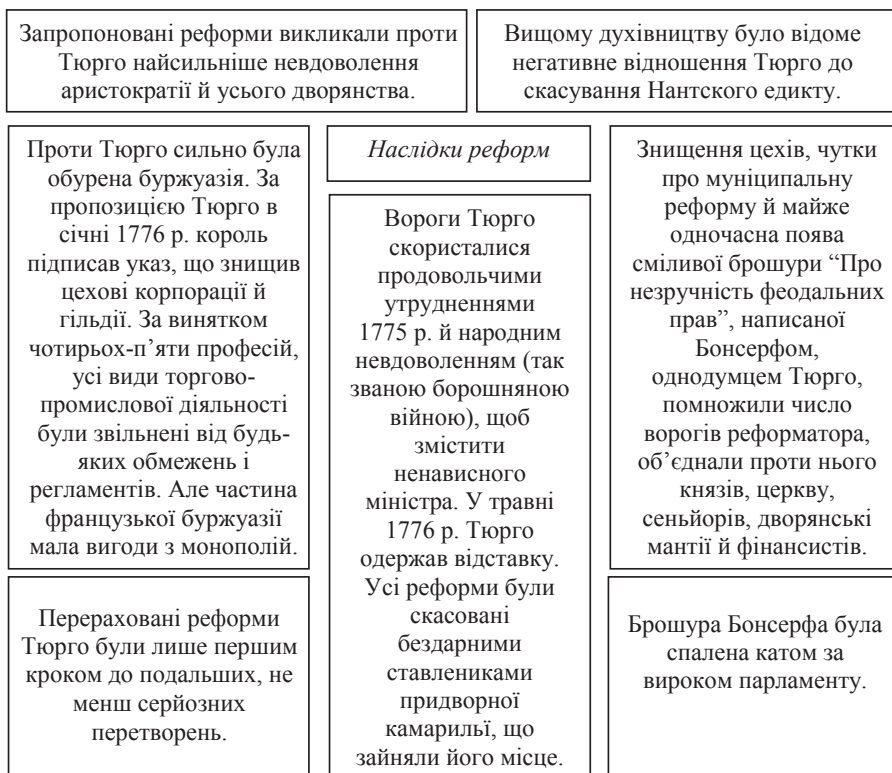 Запропоновані реформи викликали проти
Тюрго найсильніше невдоволення
аристократії й усього дворянства.
Вищому духівництву було відоме
негативне відношення Тюрго до
скасування Нантского едикту.
Проти Тюрго сильно була
обурена буржуазія. За
пропозицією Тюрго в
січні 1776 р. король
підписав указ, що знищив
цехові корпорації й
гільдії. За винятком
чотирьох-п’яти професій,
усі види торгово-
промислової діяльності
були звільнені від будь-
яких обмежень і
регламентів. Але частина
французької буржуазії
мала вигоди з монополій.
Наслідки реформ
Вороги Тюрго
скористалися
продовольчими
утрудненнями
1775 р. й народним
невдоволенням (так
званою борошняною
війною), щоб
змістити
ненависного
міністра. У травні
1776 р. Тюрго
одержав відставку.
Усі реформи були
скасовані
бездарними
ставлениками
придворної
камарильї, що
зайняли його місце.
Знищення цехів, чутки
про муніципальну
реформу й майже
одночасна поява
сміливої брошури “Про
незручність феодальних
прав”, написаної
Бонсерфом,
однодумцем Тюрго,
помножили число
ворогів реформатора,
об’єднали проти нього
князів, церкву,
сеньйорів, дворянські
мантії й фінансистів.
Перераховані реформи
Тюрго були лише першим
кроком до подальших, не
менш серйозних
перетворень.
Брошура Бонсерфа була
спалена катом за
вироком парламенту.